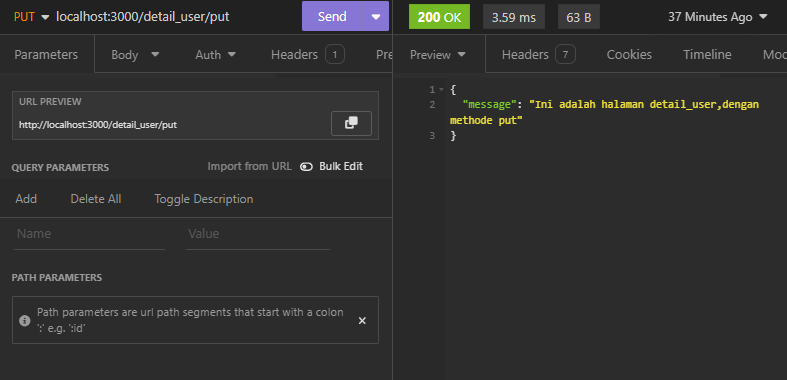 PUT localhost:3000/detail_user/put Send
200 OK 3.59 ms 63 B 37 Minutes Ago
Parameters Body Auth Headers 1 Pre
Preview Headers 7 Cookies Timeline Moc
URL PREVIEW
http://localhost:3000/detail_user/put
QUERY PARAMETERS Import from URL Bulk Edit
Add Delete All Toggle Description
Name Value
PATH PARAMETERS
Path parameters are url path segments that start with a colon
':' e.g. ':id'
1 {
2 "message": "Ini adalah halaman detail_user,dengan
methode put"
3 }